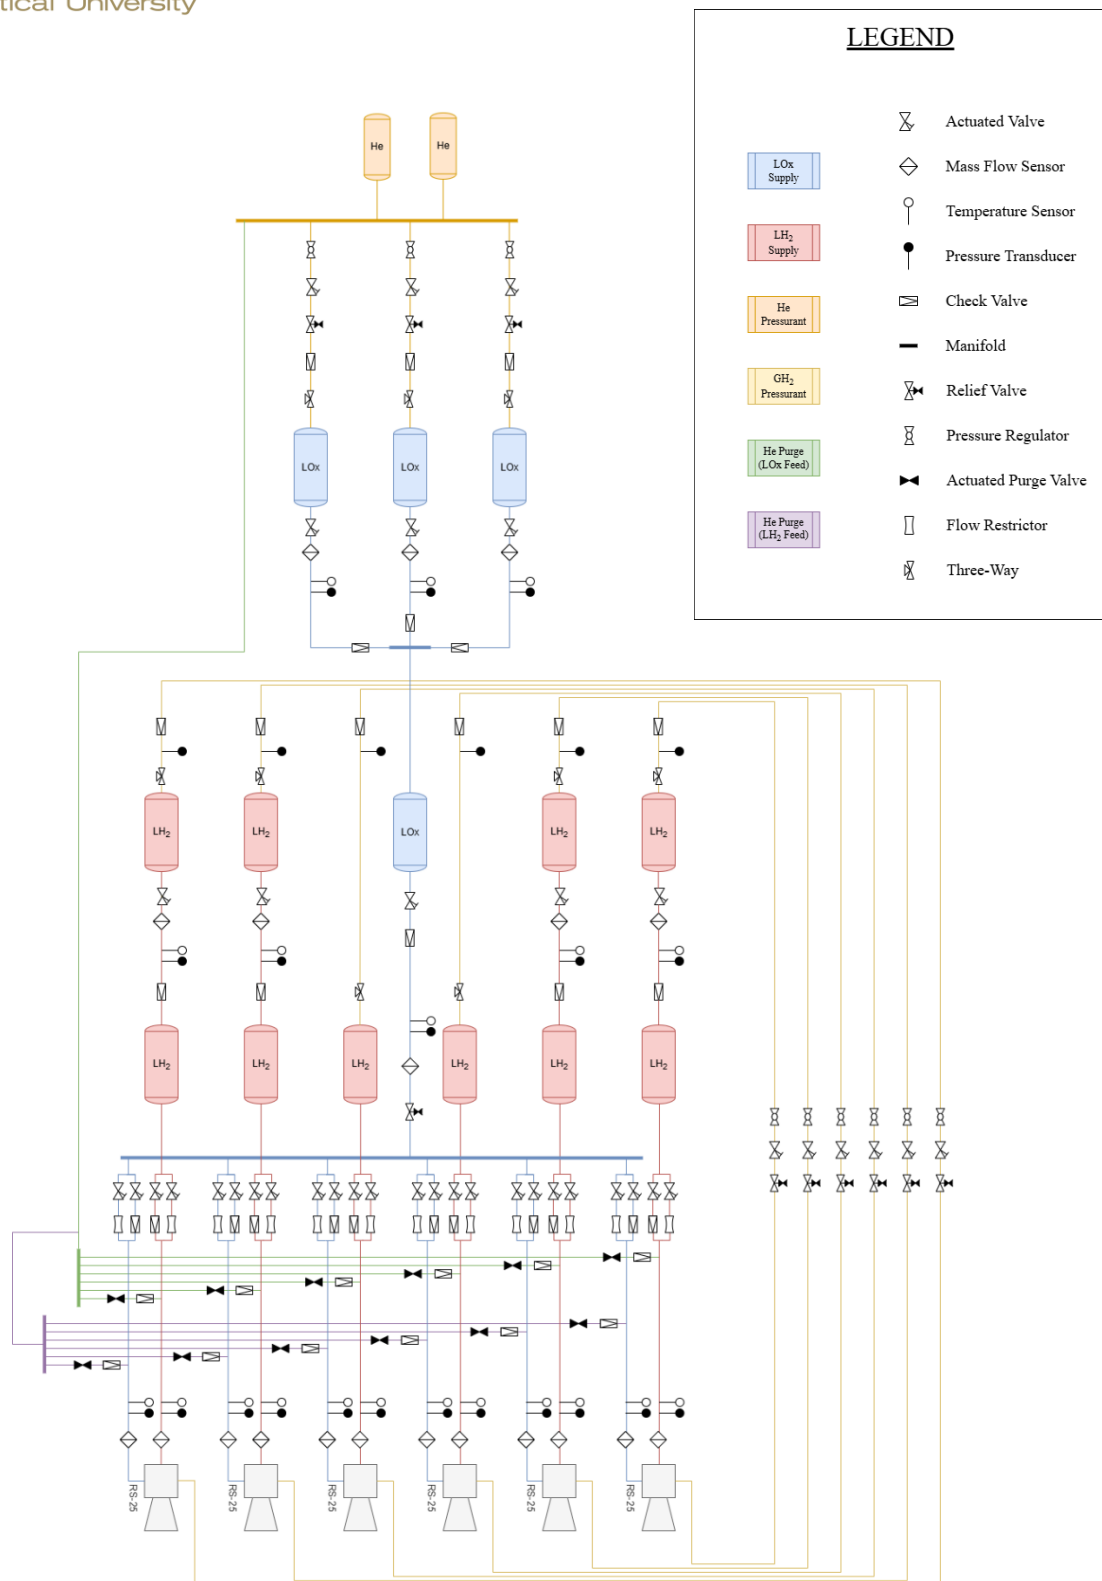 tical University
LEGEND
LOx
Supply
LH₂
Supply
He
Pressurant
GH₂
Pressurant
He Purge
(LOx Feed)
He Purge
(LH₂ Feed)
Actuated Valve
Mass Flow Sensor
Temperature Sensor
Pressure Transducer
Check Valve
Manifold
Relief Valve
Pressure Regulator
Actuated Purge Valve
Flow Restrictor
Three-Way
He
He
LOx
LOx
LOx
LH₂
LH₂
LOx
LH₂
LH₂
LH₂
LH₂
LH₂
LH₂
LH₂
LH₂
RS-25
RS-25
RS-25
RS-25
RS-25
RS-25